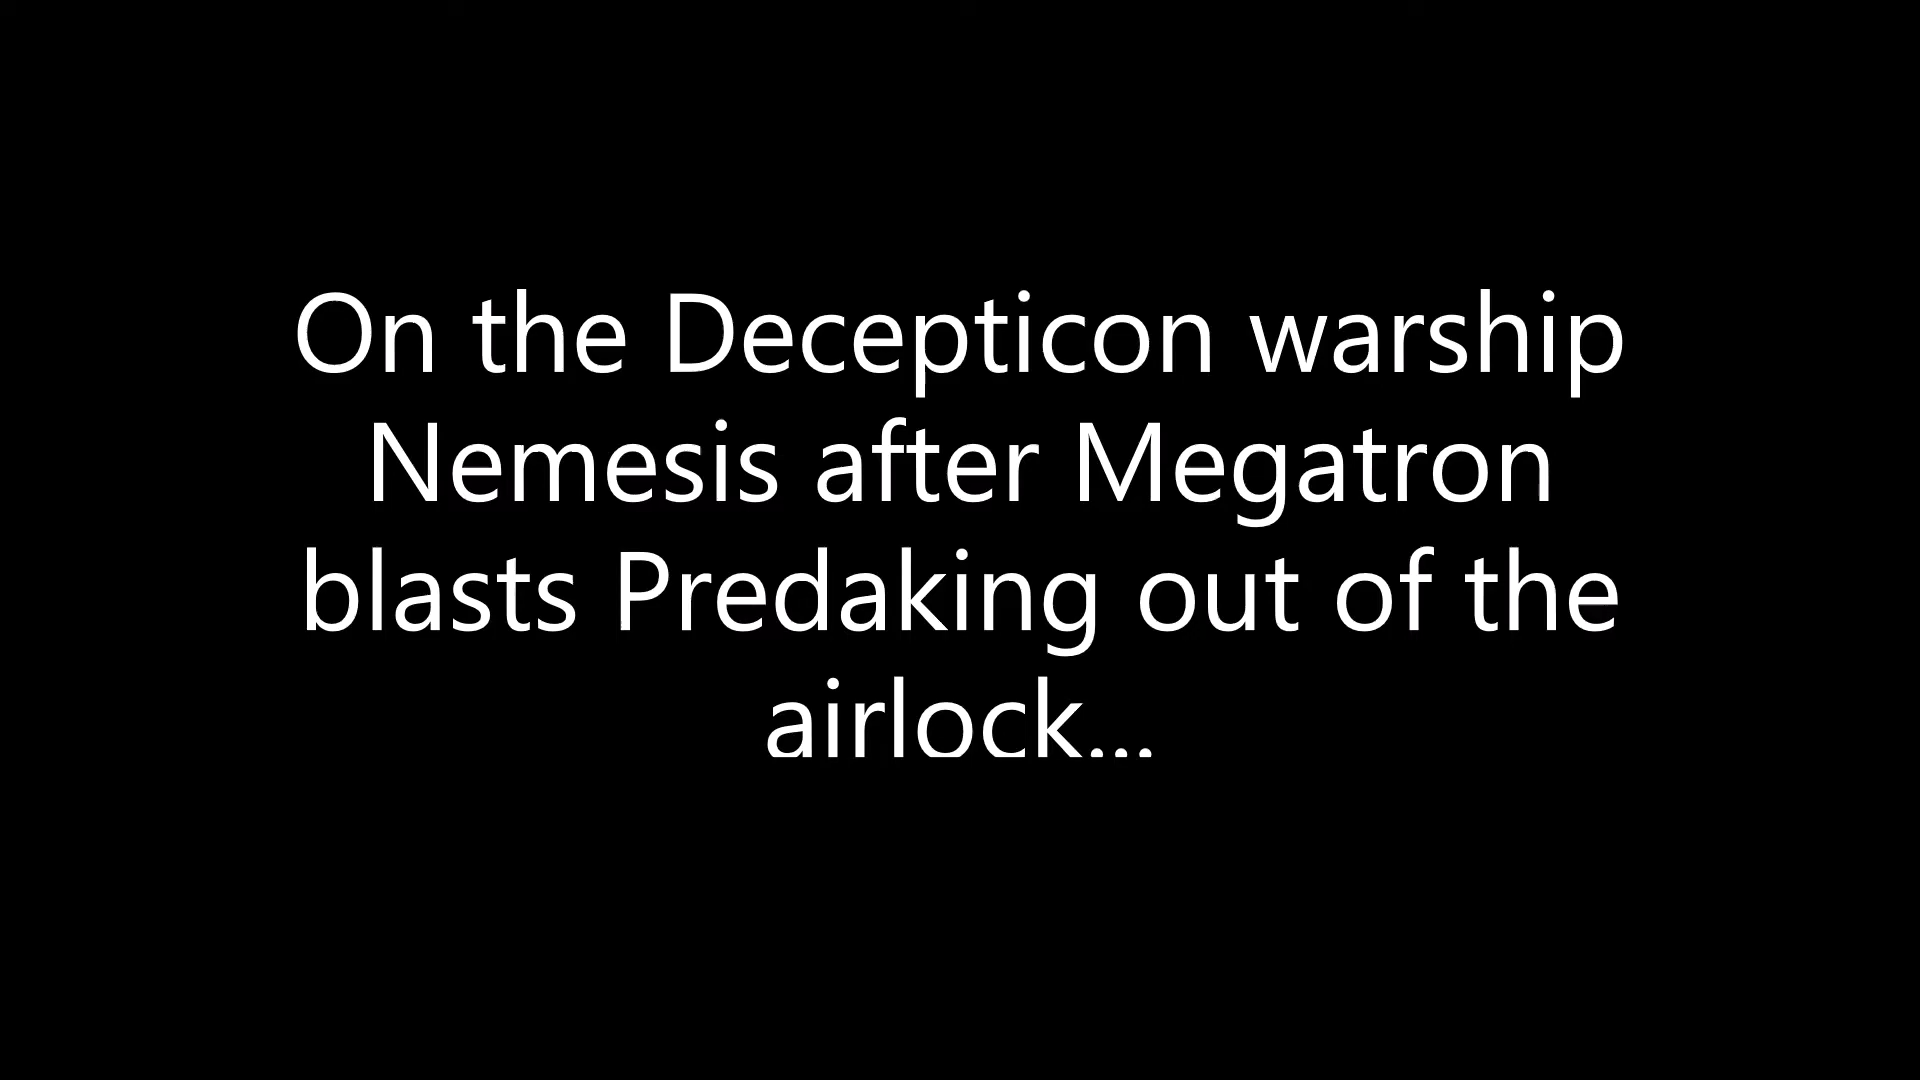 On the Decepticon warship
Nemesis after Megatron
blasts Predaking out of the
airlock...